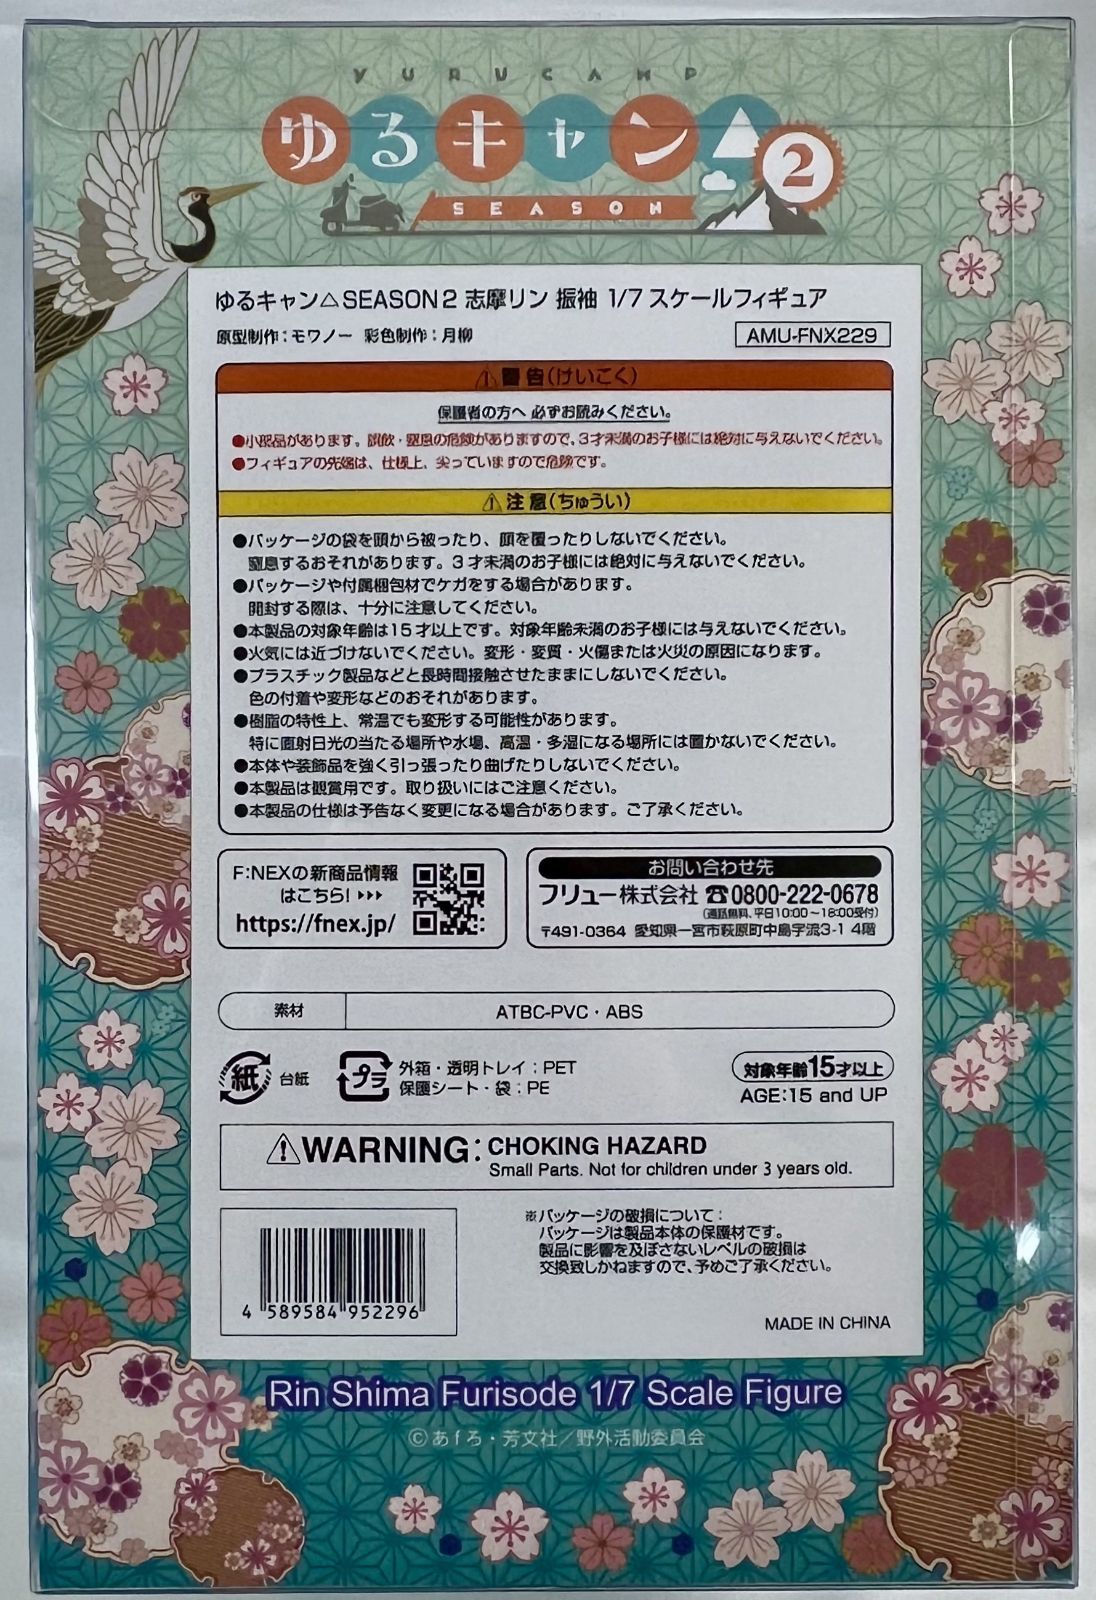 YURUCAMP
ゆるキャン△2
SEASON
ゆるキャン△ SEASON2 志摩リン 振袖 1/7 スケールフィギュア
原型制作：モワノー 彩色制作：月柳
AMU-FNX229
⚠警告(けいこく)
保護者の方へ 必ずお読みください。
●小部品があります。誤飲・窒息の危険がありますので、3才未満のお子様には絶対に与えないでください。
●フィギュアの先端は、仕様上、尖っていますので危険です。
⚠注意(ちゅうい)
●パッケージの袋を頭から被ったり、顔を覆ったりしないでください。
窒息するおそれがあります。3才未満のお子様には絶対に与えないでください。
●パッケージや付属梱包材でケガをする場合があります。
開封する際は、十分に注意してください。
●本製品の対象年齢は15才以上です。対象年齢未満のお子様には与えないでください。
●火気には近づけないでください。変形・変質・火傷または火災の原因になります。
●プラスチック製品などと長時間接触させたままにしないでください。
色の付着や変形などのおそれがあります。
●樹脂の特性上、常温でも変形する可能性があります。
特に直射日光の当たる場所や水場、高温・多湿になる場所には置かないでください。
●本体や装飾品を強く引っ張ったり曲げたりしないでください。
●本製品は観賞用です。取り扱いにはご注意ください。
●本製品の仕様は予告なく変更になる場合があります。ご了承ください。
F:NEXの新商品情報
はこちら! ▸▸▸
https://fnex.jp/
お問い合わせ先
フリュー株式会社 ☎0800-222-0678
(通話無料、平日10:00～18:00受付)
〒491-0364 愛知県一宮市萩原町中島字流3-1 4階
素材 ATBC-PVC・ABS
紙 台紙
プラ 外箱・透明トレイ：PET
保護シート・袋：PE
対象年齢15才以上
AGE:15 and UP
⚠WARNING: CHOKING HAZARD
Small Parts. Not for children under 3 years old.
4 589584 952296
※パッケージの破損について：
パッケージは製品本体の保護材です。
製品に影響を及ぼさないレベルの破損は
交換致しかねますので、予めご了承ください。
MADE IN CHINA
Rin Shima Furisode 1/7 Scale Figure
©あfろ・芳文社／野外活動委員会